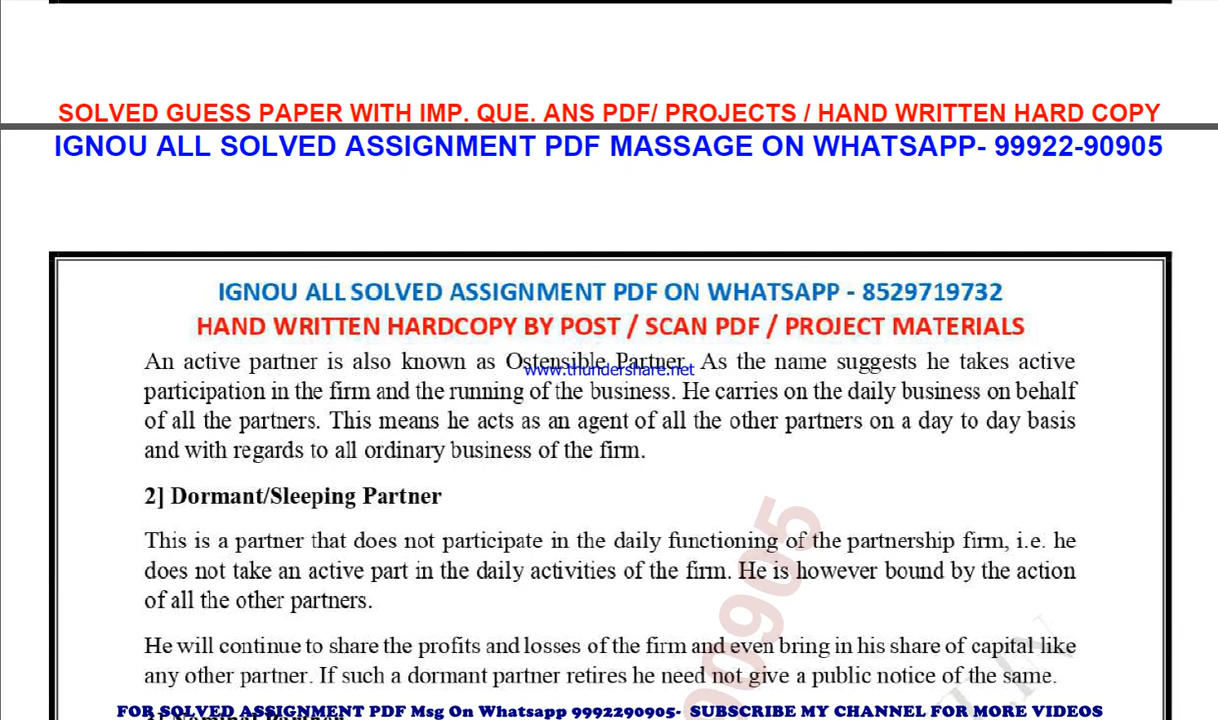 SOLVED GUESS PAPER WITH IMP. QUE. ANS PDF/ PROJECTS / HAND WRITTEN HARD COPY
IGNOU ALL SOLVED ASSIGNMENT PDF MASSAGE ON WHATSAPP- 99922-90905
IGNOU ALL SOLVED ASSIGNMENT PDF ON WHATSAPP - 8529719732
HAND WRITTEN HARDCOPY BY POST / SCAN PDF / PROJECT MATERIALS
An active partner is also known as Ostensible Partner. As the name suggests he takes active
www.thundershare.net
participation in the firm and the running of the business. He carries on the daily business on behalf
of all the partners. This means he acts as an agent of all the other partners on a day to day basis
and with regards to all ordinary business of the firm.
2] Dormant/Sleeping Partner
This is a partner that does not participate in the daily functioning of the partnership firm, i.e. he
does not take an active part in the daily activities of the firm. He is however bound by the action
of all the other partners.
He will continue to share the profits and losses of the firm and even bring in his share of capital like
any other partner. If such a dormant partner retires he need not give a public notice of the same.
FOR SOLVED ASSIGNMENT PDF Msg On Whatsapp 9992290905- SUBSCRIBE MY CHANNEL FOR MORE VIDEOS